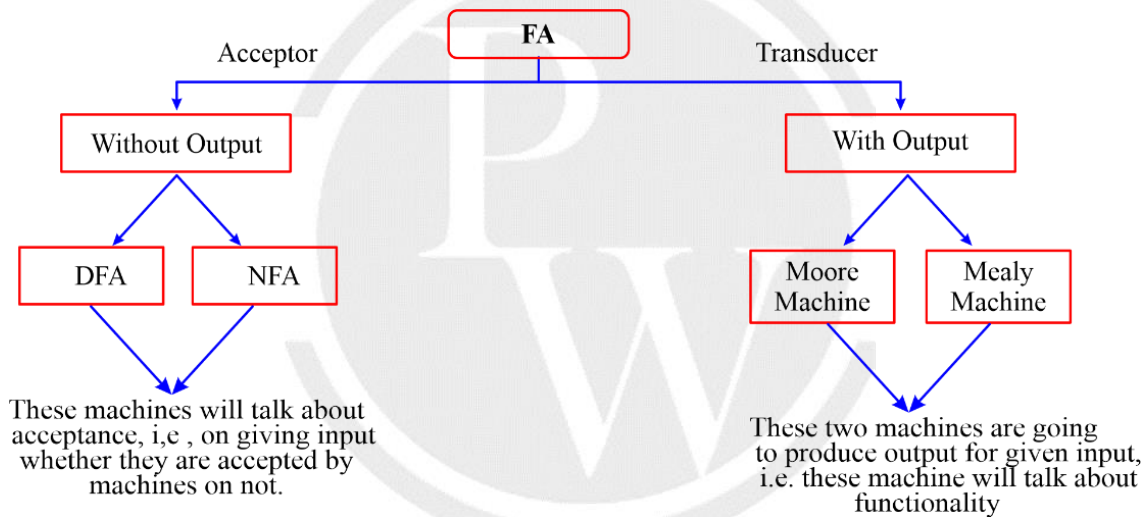 FA
Acceptor
Transducer
Without Output
With Output
DFA
NFA
Moore
Machine
Mealy
Machine
These machines will talk about
acceptance, i,e , on giving input
whether they are accepted by
machines on not.
These two machines are going
to produce output for given input,
i.e. these machine will talk about
functionality
PW